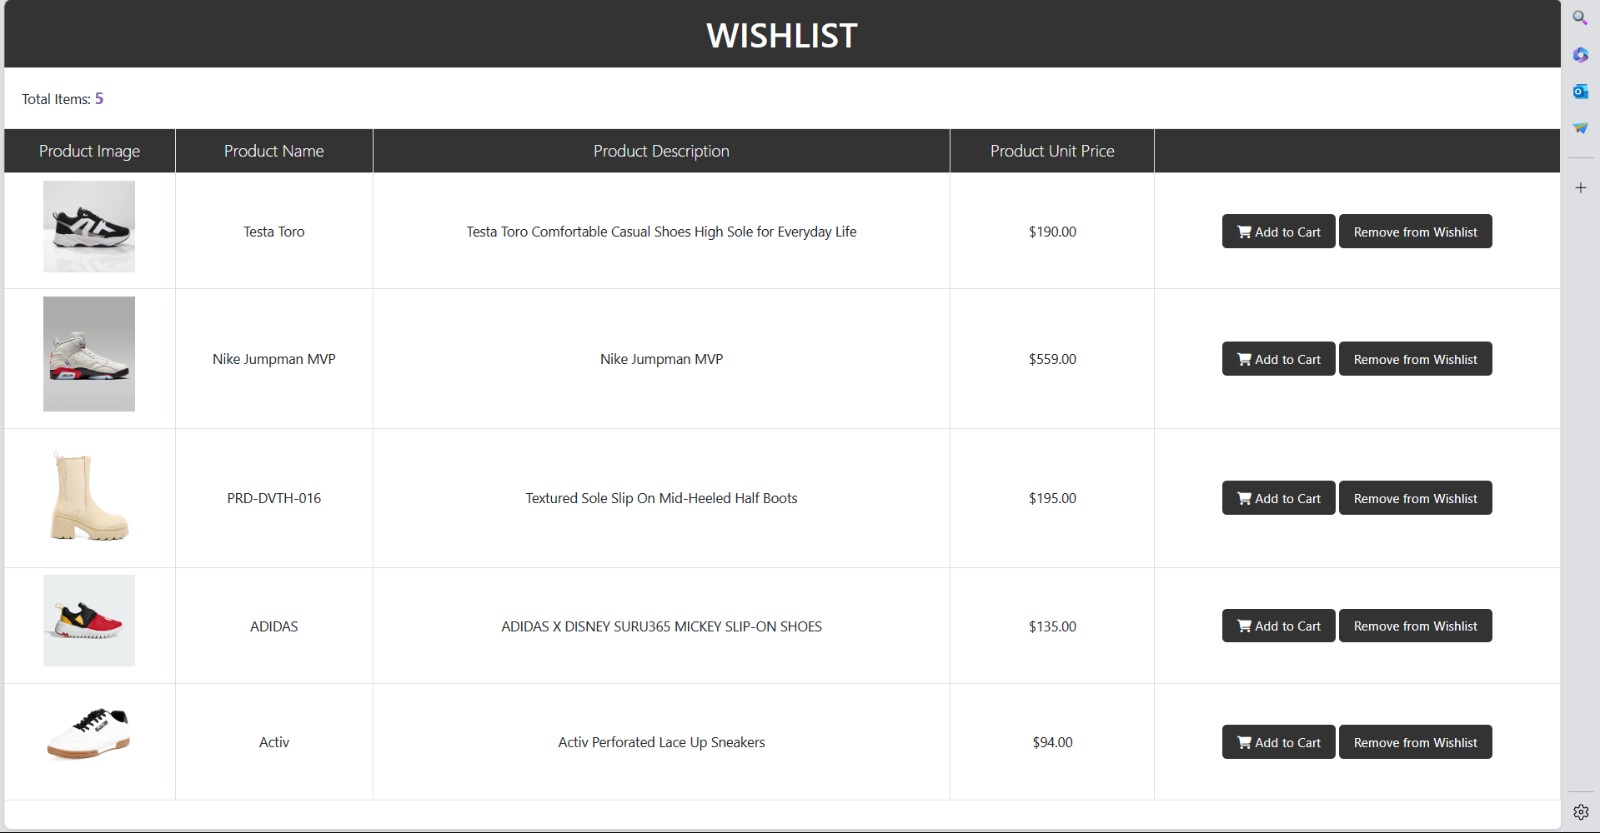 WISHLIST
Total Items: 5
Product Image Product Name Product Description Product Unit Price
Testa Toro Testa Toro Comfortable Casual Shoes High Sole for Everyday Life $190.00 Add to Cart Remove from Wishlist
Nike Jumpman MVP Nike Jumpman MVP $559.00 Add to Cart Remove from Wishlist
PRD-DVTH-016 Textured Sole Slip On Mid-Heeled Half Boots $195.00 Add to Cart Remove from Wishlist
ADIDAS ADIDAS X DISNEY SURU365 MICKEY SLIP-ON SHOES $135.00 Add to Cart Remove from Wishlist
Activ Activ Perforated Lace Up Sneakers $94.00 Add to Cart Remove from Wishlist